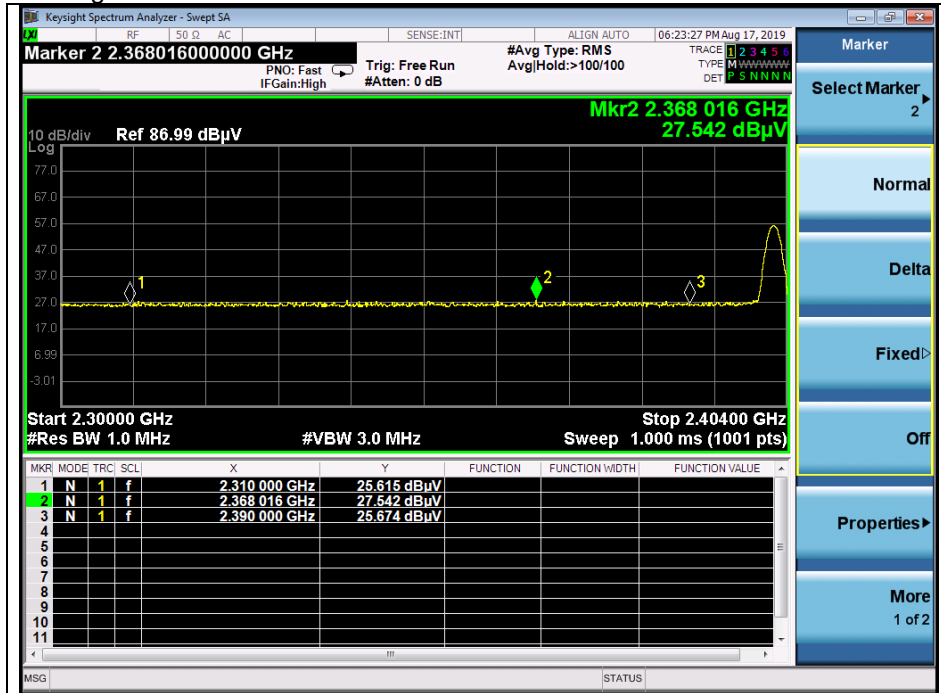 Keysight Spectrum Analyzer - Swept SA
LXI RF 50 Ω AC SENSE:INT ALIGN AUTO 06:23:27 PM Aug 17, 2019
Marker 2 2.368016000000 GHz
PNO: Fast
IFGain:High
Trig: Free Run
#Atten: 0 dB
#Avg Type: RMS
Avg|Hold:>100/100
TRACE 1 2 3 4 5 6
TYPE M WWWWW
DET P S N N N N
Mkr2 2.368 016 GHz
27.542 dBµV
10 dB/div Ref 86.99 dBµV
Log
77.0
67.0
57.0
47.0
37.0
27.0
17.0
6.99
-3.01
1
2
3
Start 2.30000 GHz Stop 2.40400 GHz
#Res BW 1.0 MHz #VBW 3.0 MHz Sweep 1.000 ms (1001 pts)
MKR MODE TRC SCL X Y FUNCTION FUNCTION WIDTH FUNCTION VALUE
1 N 1 f 2.310 000 GHz 25.615 dBµV
2 N 1 f 2.368 016 GHz 27.542 dBµV
3 N 1 f 2.390 000 GHz 25.674 dBµV
4
5
6
7
8
9
10
11
MSG STATUS
Marker
Select Marker
2
Normal
Delta
Fixed
Off
Properties
More
1 of 2